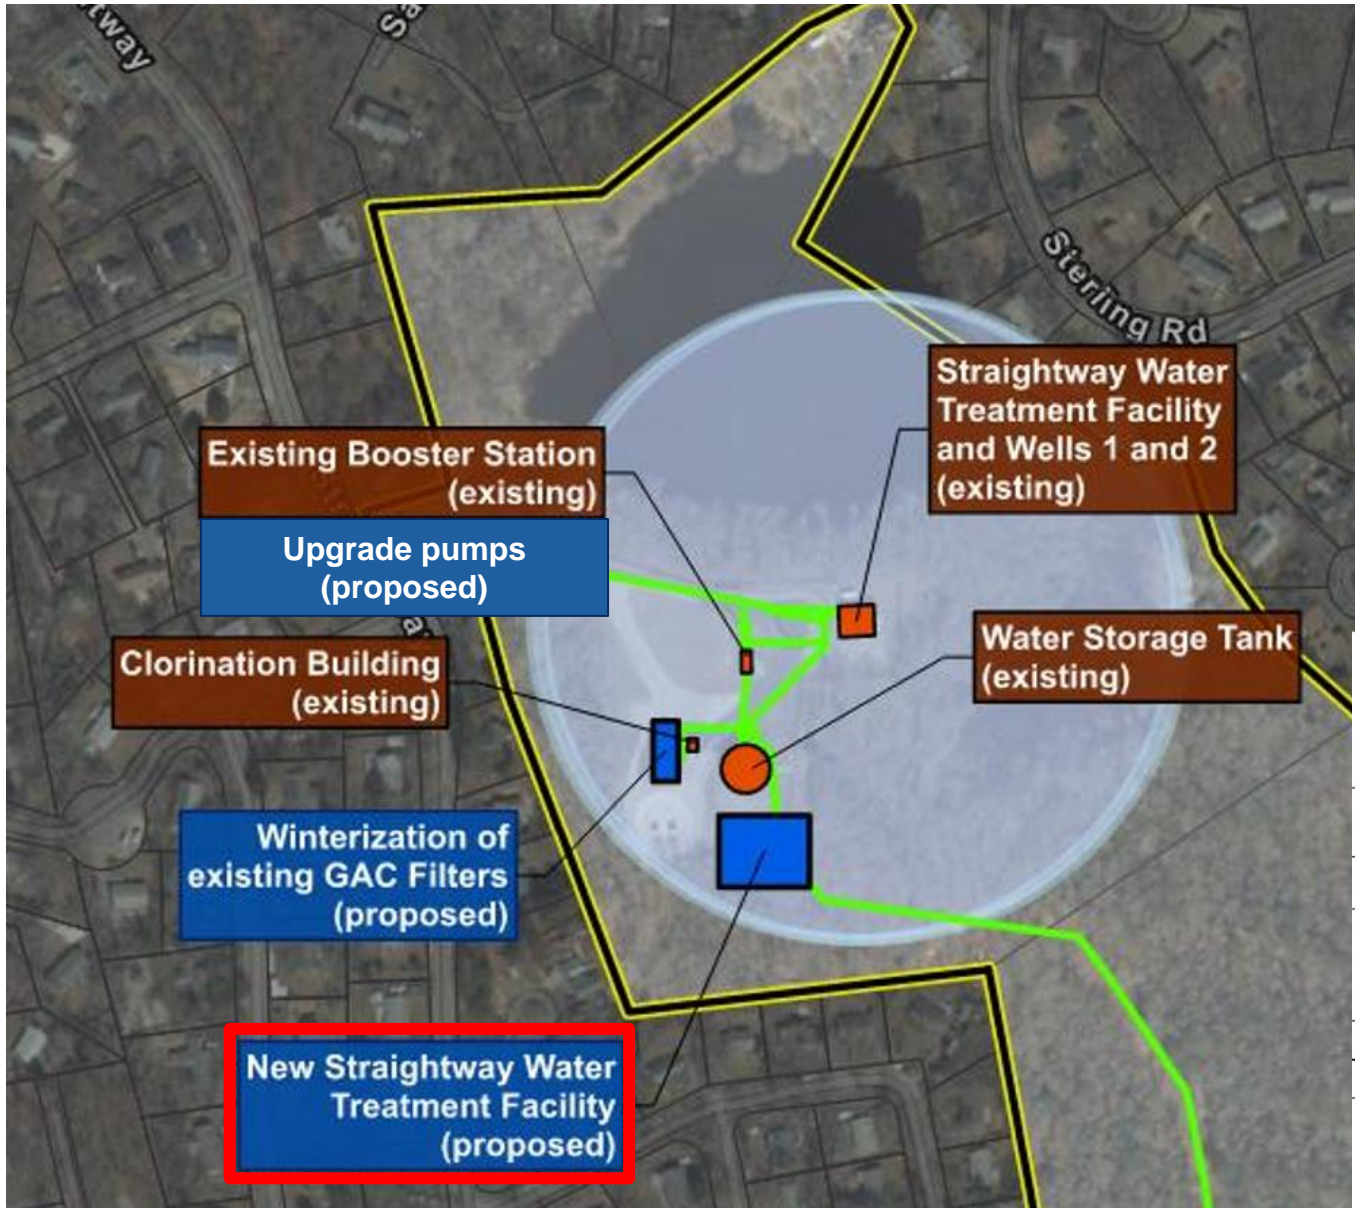 Sterling Rd
Straightway Water
Treatment Facility
and Wells 1 and 2
(existing)
Existing Booster Station
(existing)
Upgrade pumps
(proposed)
Clorination Building
(existing)
Water Storage Tank
(existing)
Winterization of
existing GAC Filters
(proposed)
New Straightway Water
Treatment Facility
(proposed)